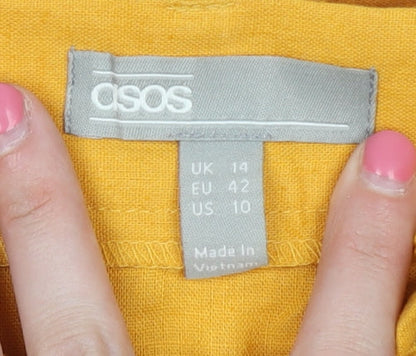 asos
UK 14
EU 42
US 10
Made In
Vietnam